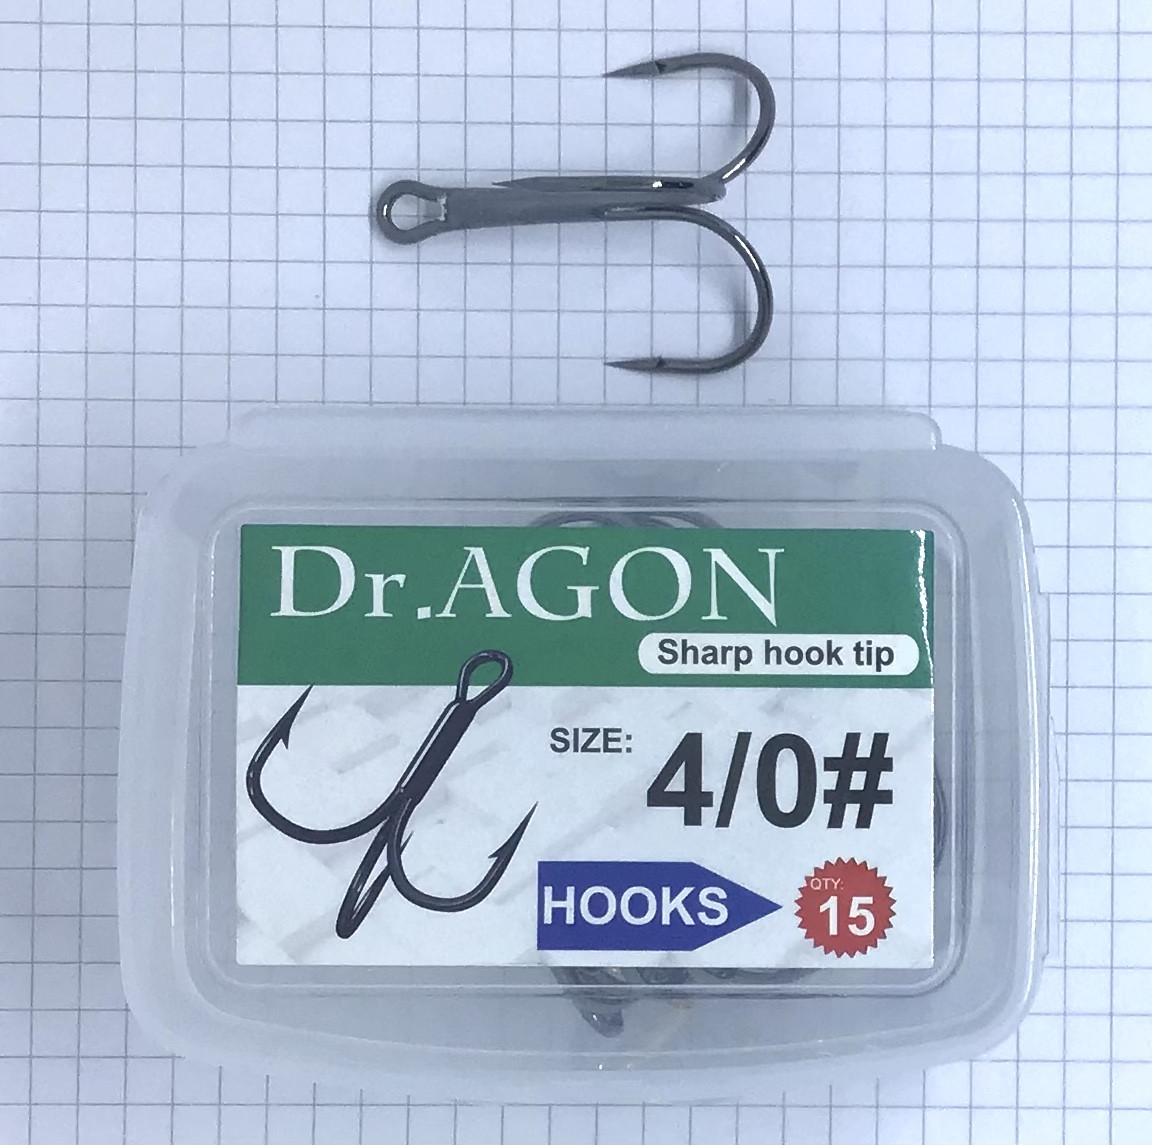 Dr.AGON
Sharp hook tip
SIZE: 4/0#
HOOKS
QTY:
15